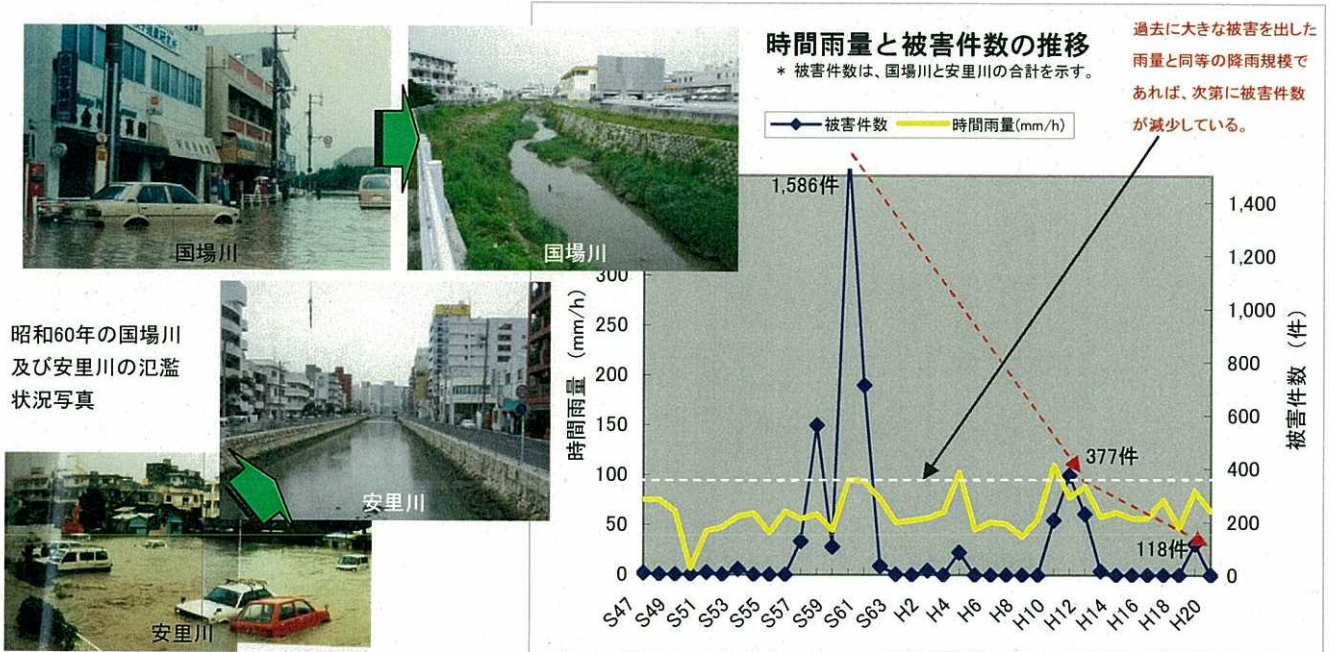 国場川
国場川
昭和60年の国場川
及び安里川の氾濫
状況写真
安里川
安里川
時間雨量と被害件数の推移
* 被害件数は、国場川と安里川の合計を示す。
過去に大きな被害を出した
雨量と同等の降雨規模で
あれば、次第に被害件数
が減少している。
被害件数 時間雨量(mm/h)
1,586件
377件
118件
時間雨量 (mm/h)
300
250
200
150
100
50
0
1,400
1,200
1,000
800
600
400
200
0
被害件数 (件)
S47 S49 S51 S53 S55 S57 S59 S61 S63 H2 H4 H6 H8 H10 H12 H14 H16 H18 H20